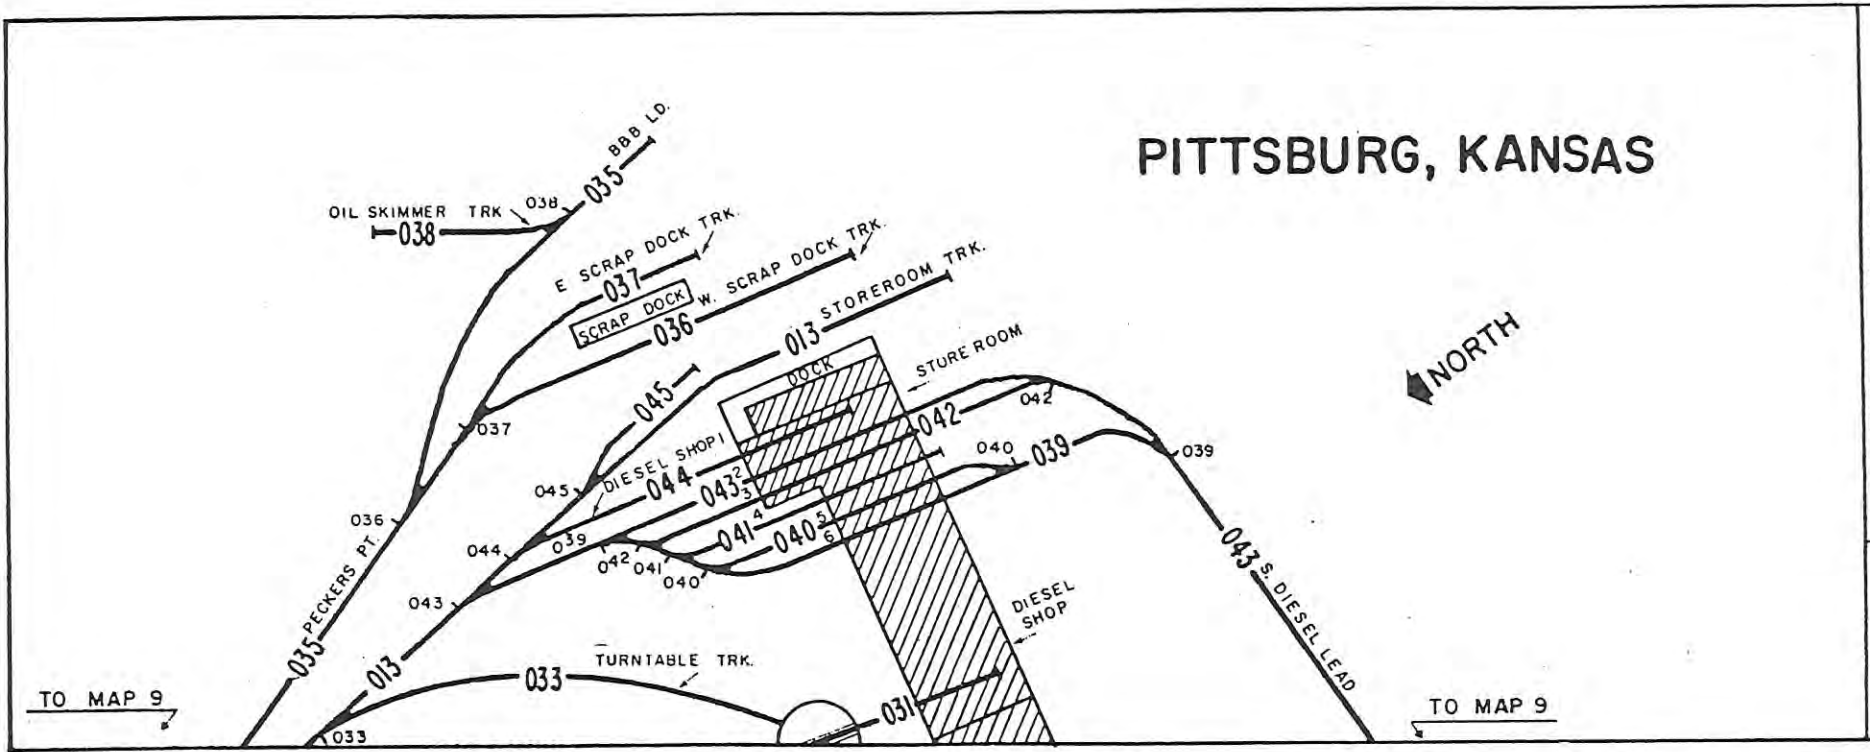 PITTSBURG, KANSAS
BBB LD.
035
038
OIL SKIMMER TRK
038
E SCRAP DOCK TRK.
037
SCRAP DOCK
W. SCRAP DOCK TRK.
036
013 STOREROOM TRK.
DOCK
STURE ROOM
NORTH
045
037
042
042
039
040
039
DIESEL SHOP 1
044
045
043 2
3
041 4
040 5
6
036
044
039
042
041
040
043
PECKERS PT.
035
013
043 S. DIESEL LEAD
DIESEL
SHOP
TURNTABLE TRK.
033
031
033
TO MAP 9
TO MAP 9